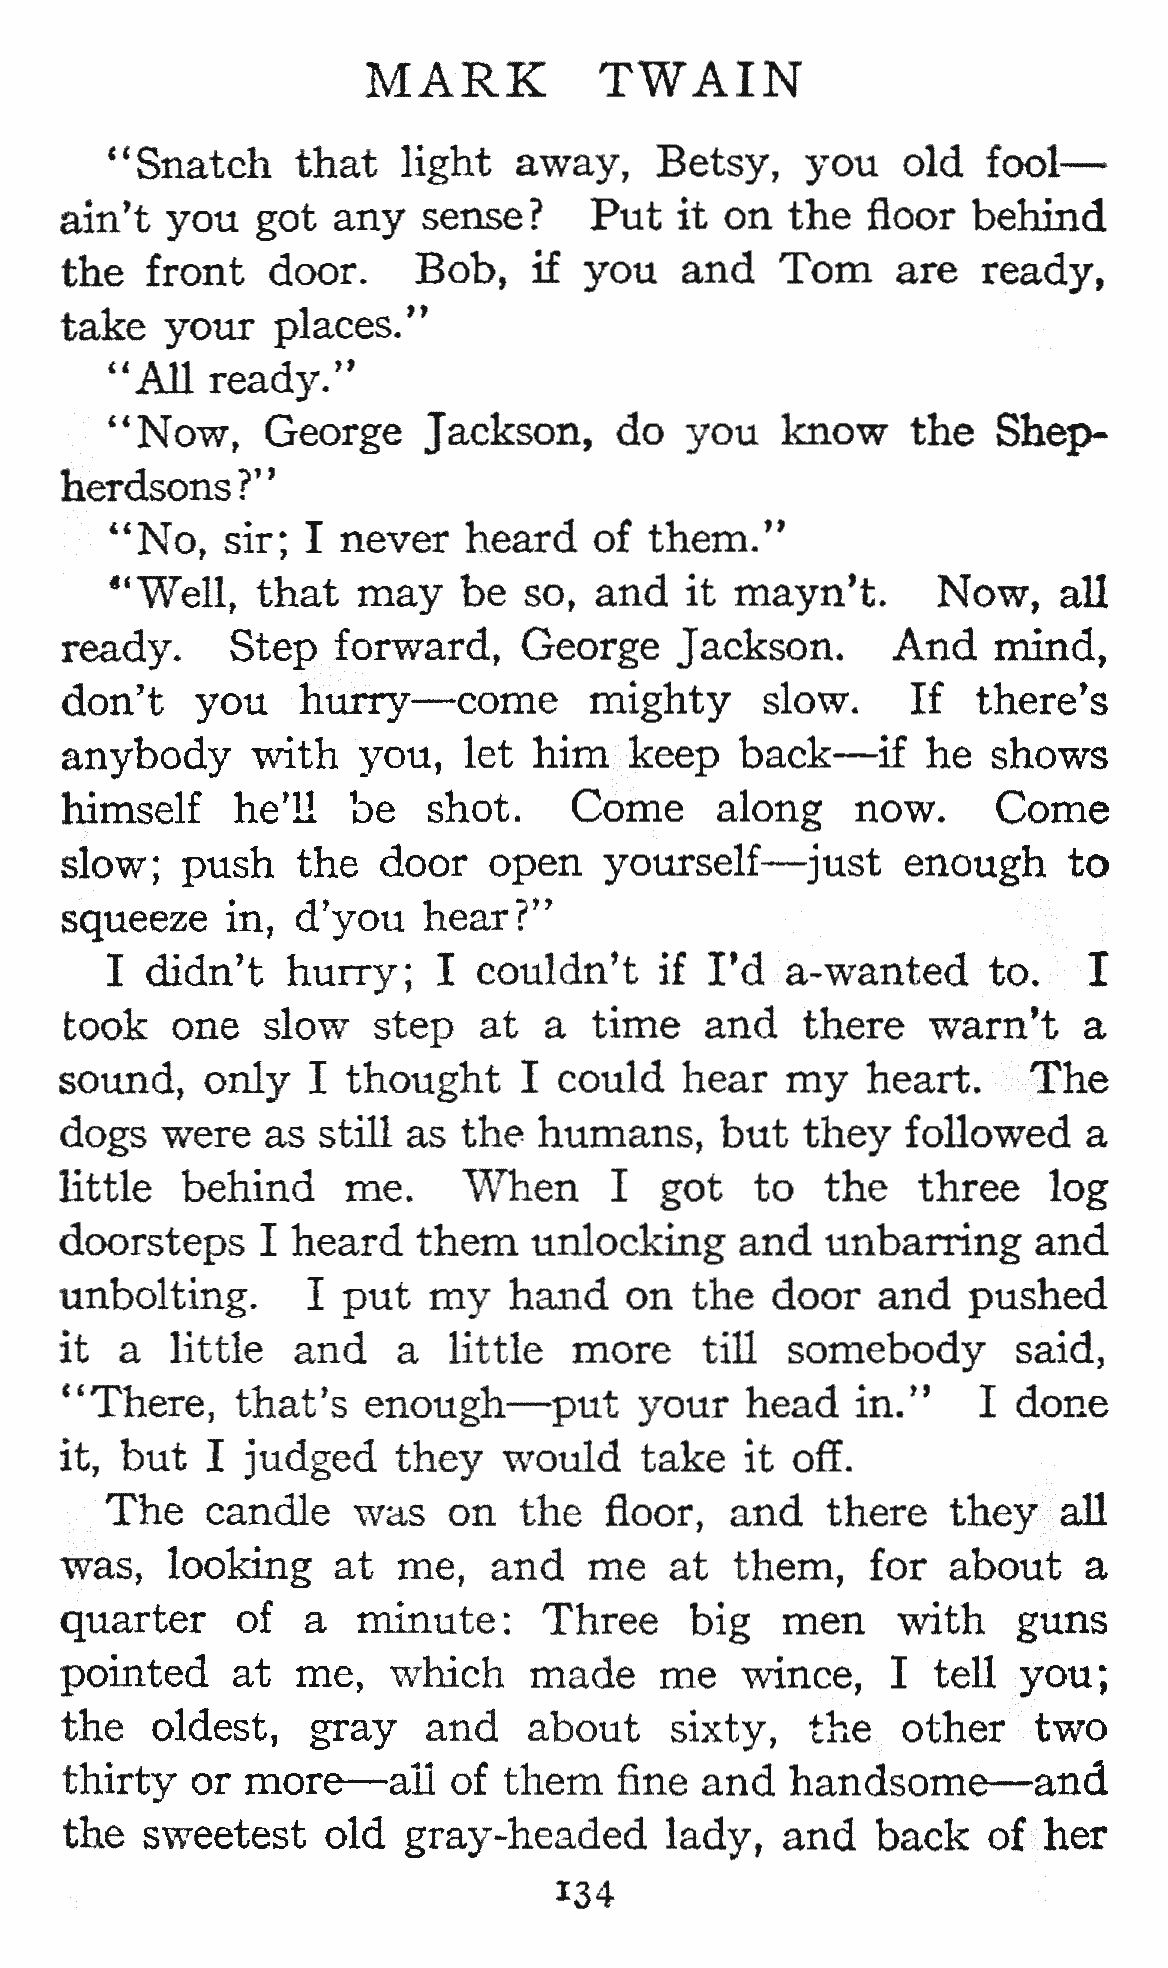 MARK TWAIN
“Snatch that light away, Betsy, you old fool—
ain’t you got any sense? Put it on the floor behind
the front door. Bob, if you and Tom are ready,
take your places.”
“All ready.”
“Now, George Jackson, do you know the Shep-
herdsons?”
“No, sir; I never heard of them.”
“Well, that may be so, and it mayn’t. Now, all
ready. Step forward, George Jackson. And mind,
don’t you hurry—come mighty slow. If there’s
anybody with you, let him keep back—if he shows
himself he’ll be shot. Come along now. Come
slow; push the door open yourself—just enough to
squeeze in, d’you hear?”
I didn’t hurry; I couldn’t if I’d a-wanted to. I
took one slow step at a time and there warn’t a
sound, only I thought I could hear my heart. The
dogs were as still as the humans, but they followed a
little behind me. When I got to the three log
doorsteps I heard them unlocking and unbarring and
unbolting. I put my hand on the door and pushed
it a little and a little more till somebody said,
“There, that’s enough—put your head in.” I done
it, but I judged they would take it off.
The candle was on the floor, and there they all
was, looking at me, and me at them, for about a
quarter of a minute: Three big men with guns
pointed at me, which made me wince, I tell you;
the oldest, gray and about sixty, the other two
thirty or more—all of them fine and handsome—and
the sweetest old gray-headed lady, and back of her
134